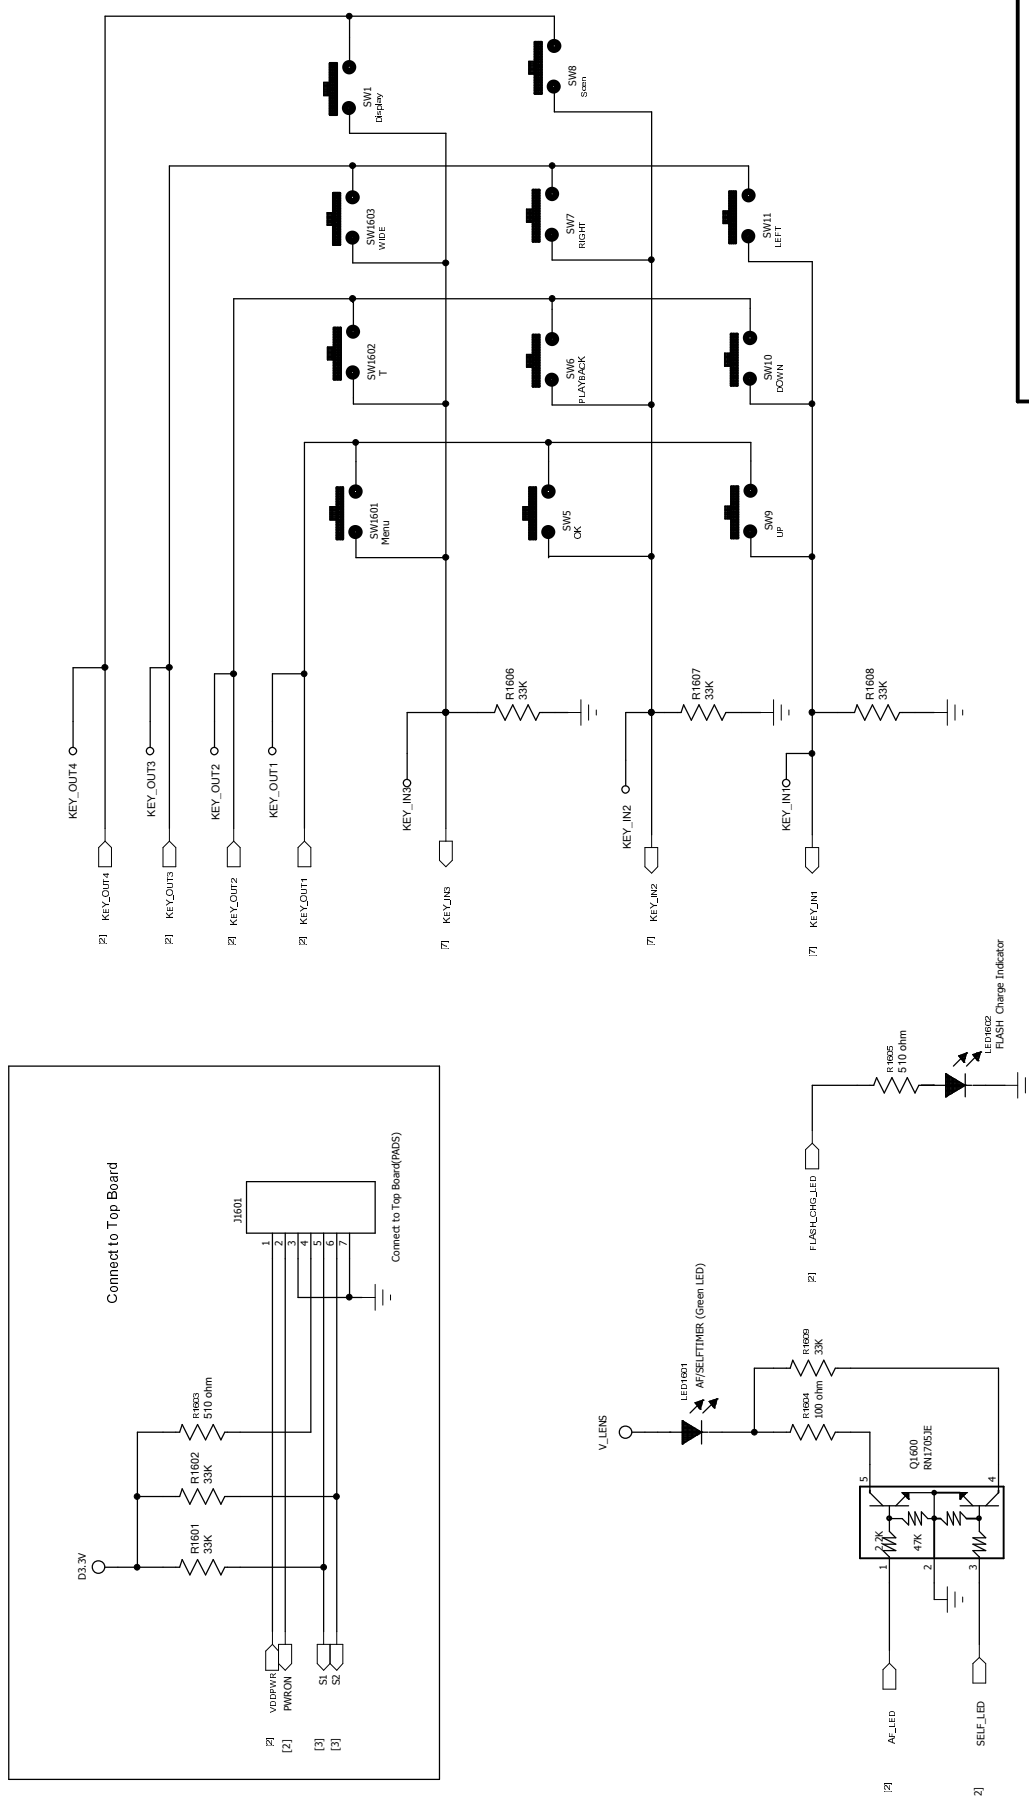 SW1
Display
SW8
Scen
SW1603
WIDE
SW7
RIGHT
SW11
LEFT
SW1602
T
SW6
PLAYBACK
SW10
DOWN
SW1601
Menu
SW5
OK
SW9
UP
KEY_OUT4
KEY_OUT3
KEY_OUT2
KEY_OUT1
KEY_IN3
KEY_IN2
KEY_IN1
R1606
33K
R1607
33K
R1608
33K
[2] KEY_OUT4
[2] KEY_OUT3
[2] KEY_OUT2
[2] KEY_OUT1
[7] KEY_IN3
[7] KEY_IN2
[7] KEY_IN1
Connect to Top Board
J1601
1
2
3
4
5
6
7
Connect to Top Board(PADS)
D3.3V
R1601
33K
R1602
33K
R1603
510 ohm
[2] VDDPWR
[2] PWRON
[3] S1
[3] S2
[2] FLASH_CHG_LED
R1605
510 ohm
LED1602
FLASH Charge Indicator
V_LENS
LED1601
AF/SELFTIMER (Green LED)
R1604
100 ohm
R1609
33K
Q1600
RN1705JE
5
4
2.2K
47K
1
2
3
[2] AF_LED
2] SELF_LED